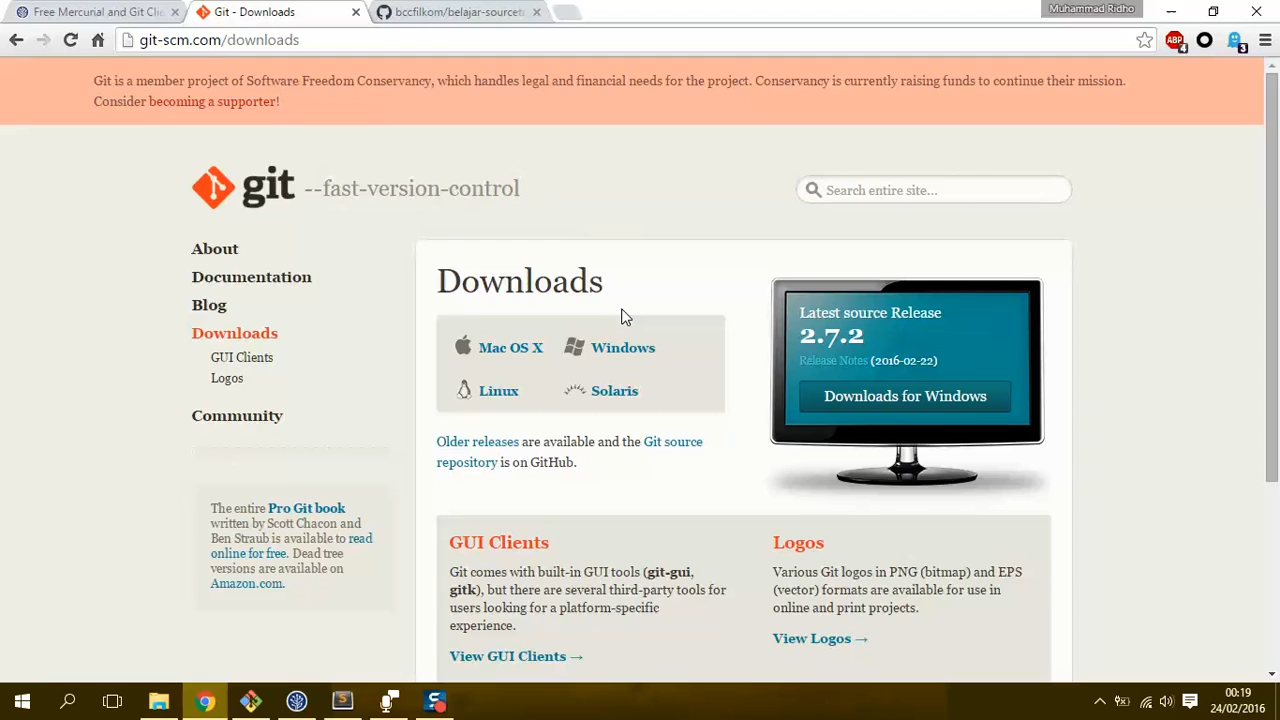 Free Mercurial and Git Cli
Git - Downloads
bccfilkom/belajar-sourcet
Muhammad Ridho
git-scm.com/downloads
4
3
Git is a member project of Software Freedom Conservancy, which handles legal and financial needs for the project. Conservancy is currently raising funds to continue their mission.
Consider becoming a supporter!
git --fast-version-control
Search entire site...
About
Documentation
Blog
Downloads
GUI Clients
Logos
Community
The entire Pro Git book
written by Scott Chacon and
Ben Straub is available to read
online for free. Dead tree
versions are available on
Amazon.com.
Downloads
Mac OS X
Windows
Linux
Solaris
Older releases are available and the Git source
repository is on GitHub.
Latest source Release
2.7.2
Release Notes (2016-02-22)
Downloads for Windows
GUI Clients
Git comes with built-in GUI tools (git-gui,
gitk), but there are several third-party tools for
users looking for a platform-specific
experience.
View GUI Clients →
Logos
Various Git logos in PNG (bitmap) and EPS
(vector) formats are available for use in
online and print projects.
View Logos →
00:19
24/02/2016